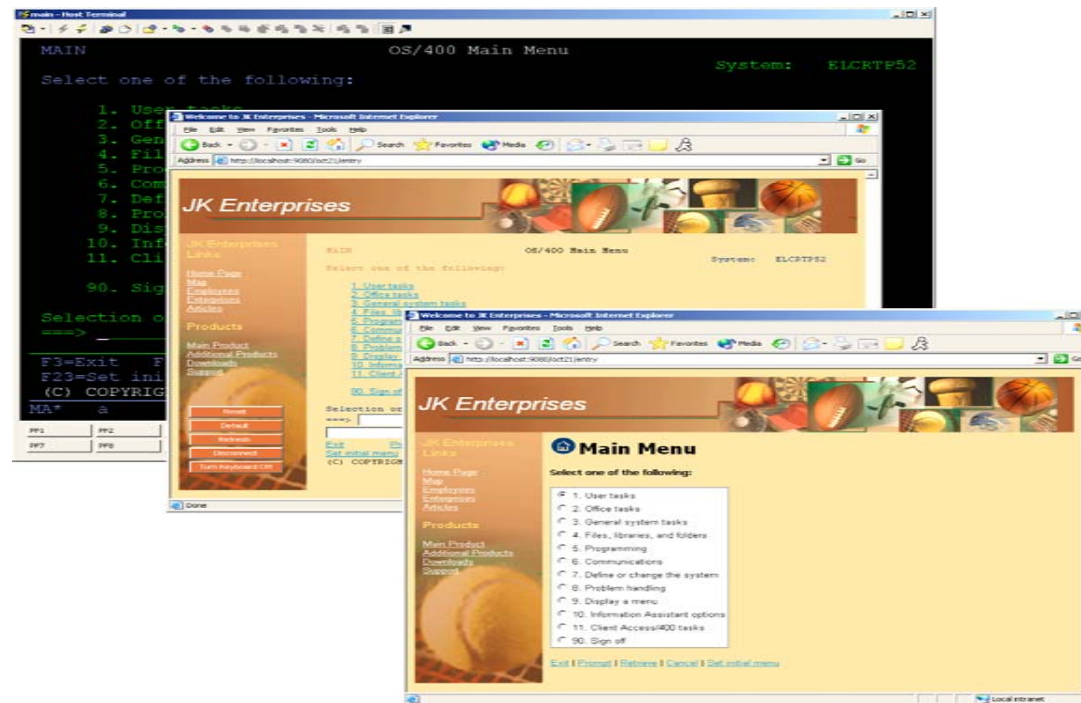 main - Host Terminal
MAIN OS/400 Main Menu
System: ELCRTP52
Select one of the following:
1. User tasks
2. Off
3. Gen
4. Fil
5. Pro
6. Com
7. Def
8. Pro
9. Dis
10. Inf
11. Cli
90. Sig
Selection o
===>
F3=Exit F
F23=Set ini
(C) COPYRIG
MA* a
PF1 PF2
PF7 PF8
Welcome to JK Enterprises - Microsoft Internet Explorer
File Edit View Favorites Tools Help
Back Search Favorites Media
Address http://localhost:9080/oct21/entry Go
JK Enterprises
JK Enterprises
Links
Home Page
Map
Employees
Enterprises
Articles
Products
Main Product
Additional Products
Downloads
Support
Reset
Default
Refresh
Disconnect
Turn Keyboard Off
MAIN OS/400 Main Menu
System: ELCRTP52
Select one of the following:
1. User tasks
2. Office tasks
3. General system tasks
4. Files, lib
5. Program
6. Commun
7. Define o
8. Problem
9. Display
10. Informa
11. Client A
90. Sign of
Selection or
===>
Exit
Set initial menu
(C) COPYRIGH
Done
Welcome to JK Enterprises - Microsoft Internet Explorer
File Edit View Favorites Tools Help
Back Search Favorites Media
Address http://localhost:9080/oct21/entry Go
JK Enterprises
JK Enterprises
Links
Home Page
Map
Employees
Enterprises
Articles
Products
Main Product
Additional Products
Downloads
Support
Main Menu
Select one of the following:
1. User tasks
2. Office tasks
3. General system tasks
4. Files, libraries, and folders
5. Programming
6. Communications
7. Define or change the system
8. Problem handling
9. Display a menu
10. Information Assistant options
11. Client Access/400 tasks
90. Sign off
Exit | Prompt | Retrieve | Cancel | Set initial menu
Local intranet